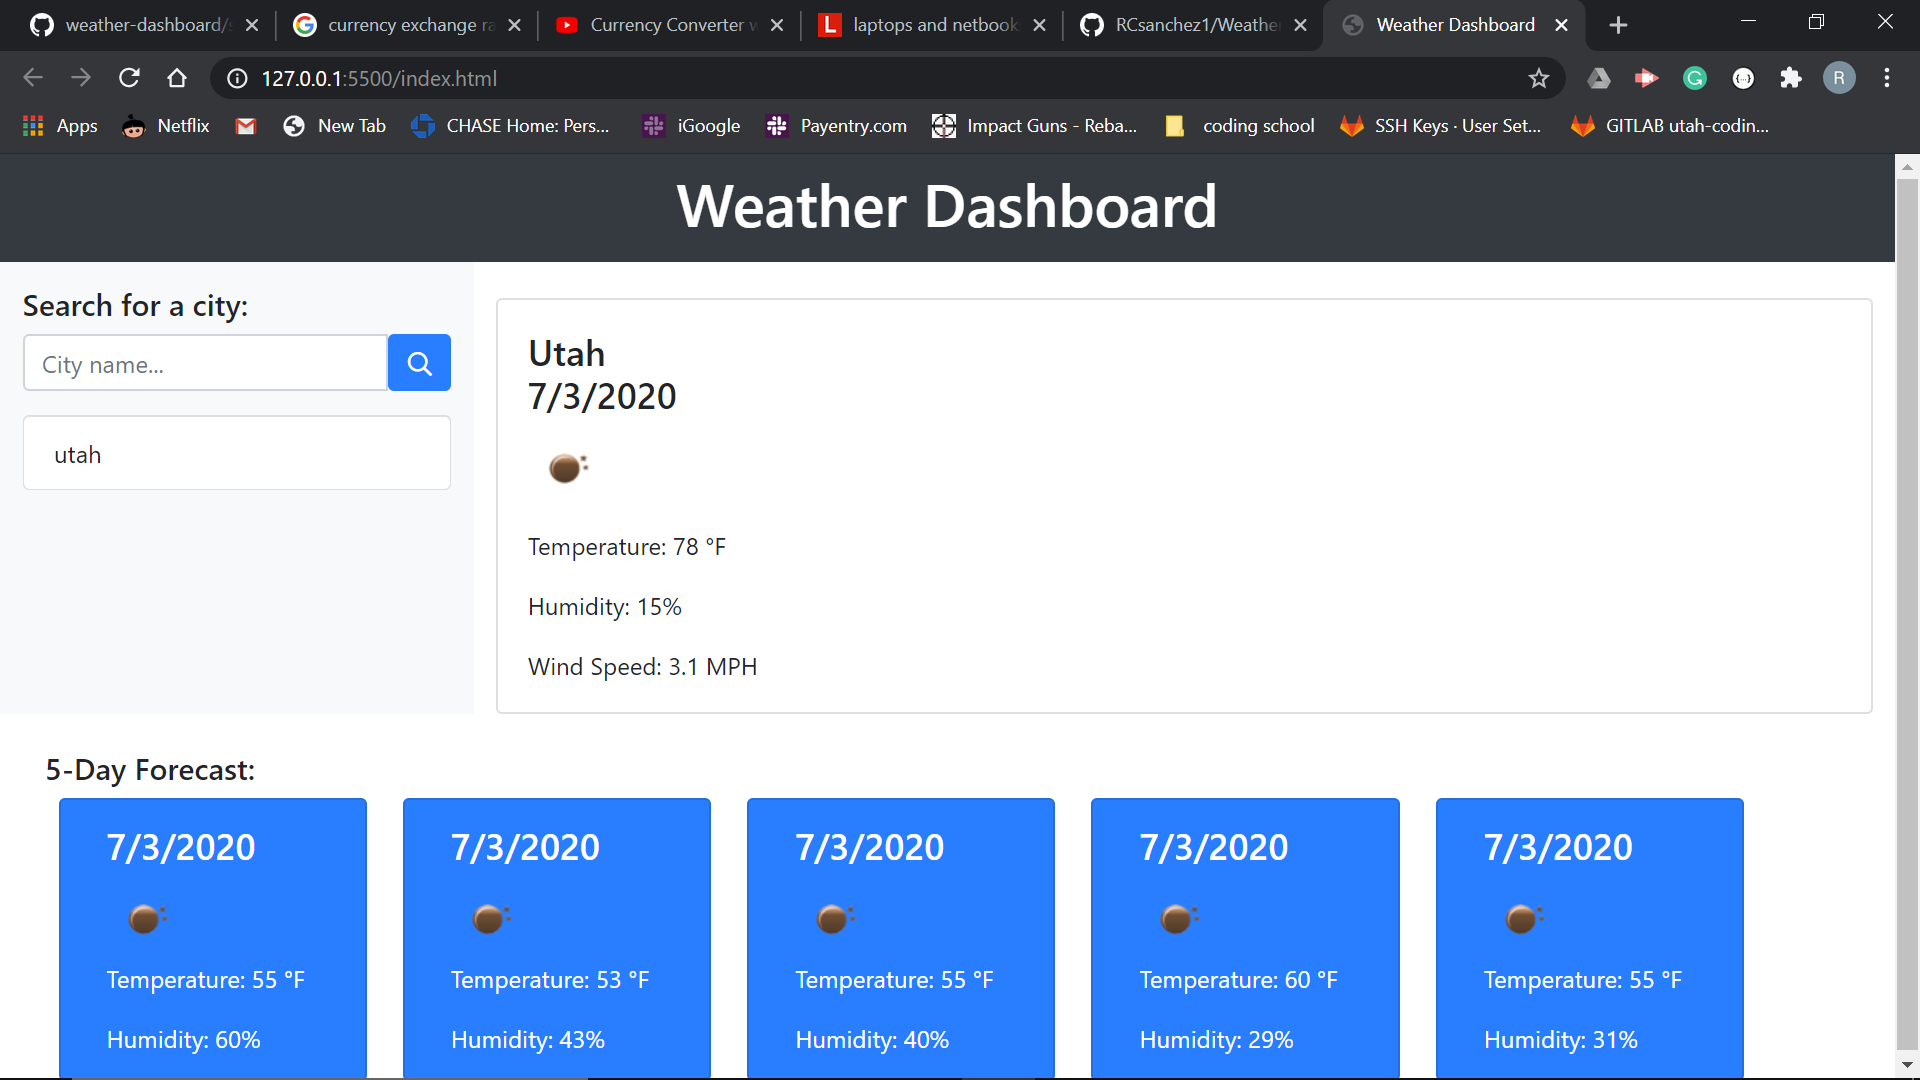 weather-dashboard/s
currency exchange ra
Currency Converter w
laptops and netbook
RCsanchez1/Weather
Weather Dashboard
127.0.0.1:5500/index.html
R
Apps
Netflix
New Tab
CHASE Home: Pers...
iGoogle
Payentry.com
Impact Guns - Reba...
coding school
SSH Keys · User Set...
GITLAB utah-codin...
Weather Dashboard
Search for a city:
City name...
utah
Utah
7/3/2020
Temperature: 78 °F
Humidity: 15%
Wind Speed: 3.1 MPH
5-Day Forecast:
7/3/2020
Temperature: 55 °F
Humidity: 60%
7/3/2020
Temperature: 53 °F
Humidity: 43%
7/3/2020
Temperature: 55 °F
Humidity: 40%
7/3/2020
Temperature: 60 °F
Humidity: 29%
7/3/2020
Temperature: 55 °F
Humidity: 31%